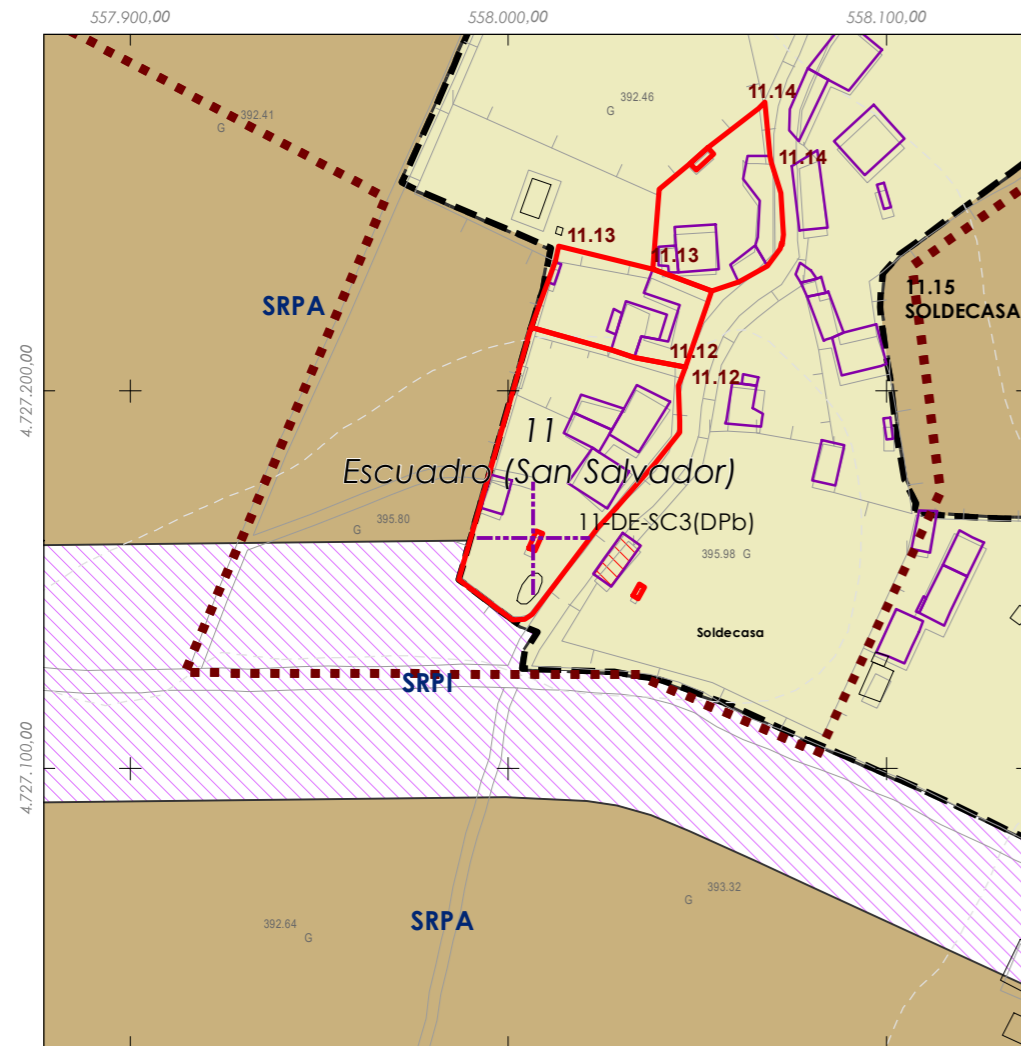 557.900,00
558.000,00
558.100,00
4.727.200,00
4.727.100,00
11.14
392.46
392.41
G
G
11.14
11.13
11.13
SRPA
11.15
SOLDECASA
11.12
11.12
11
Escuadro (San Salvador)
395.80
G
11-DE-SC3(DPb)
395.98 G
Soldecasa
SRPI
393.32
G
392.64
G
SRPA